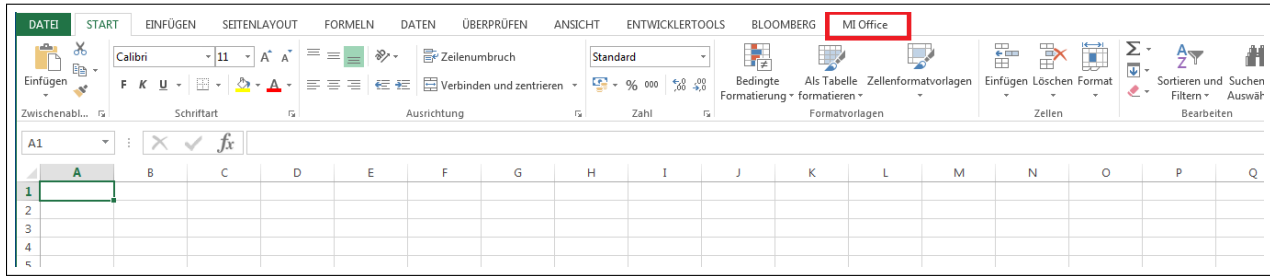 DATEI START EINFÜGEN SEITENLAYOUT FORMELN DATEN ÜBERPRÜFEN ANSICHT ENTWICKLERTOOLS BLOOMBERG MI Office
Calibri 11 A A Zeilenumbruch Standard
Einfügen F K U A Verbinden und zentrieren % 000 ,00 ,00
Bedingte Als Tabelle Zellenformatvorlagen Einfügen Löschen Format Sortieren und Suchen
Formatierung formatieren Filtern Auswäh
Zwischenabl... Schriftart Ausrichtung Zahl Formatvorlagen Zellen Bearbeiten
A1 fx
A B C D E F G H I J K L M N O P Q
1
2
3
4
5